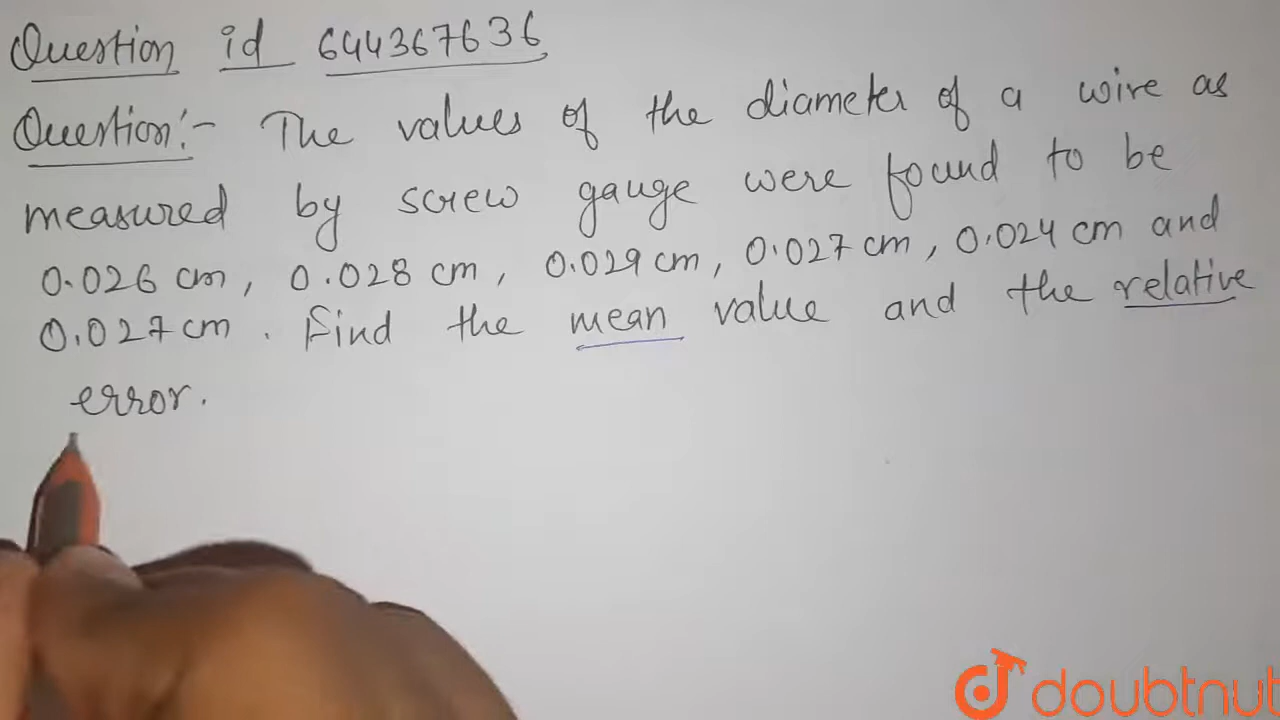 Question id 644367636
Question:- The values of the diameter of a wire as
measured by screw gauge were found to be
0.026 cm, 0.028 cm, 0.029 cm, 0.027 cm, 0.024 cm and
0.027 cm. Find the mean value and the relative
error.
doubtnut